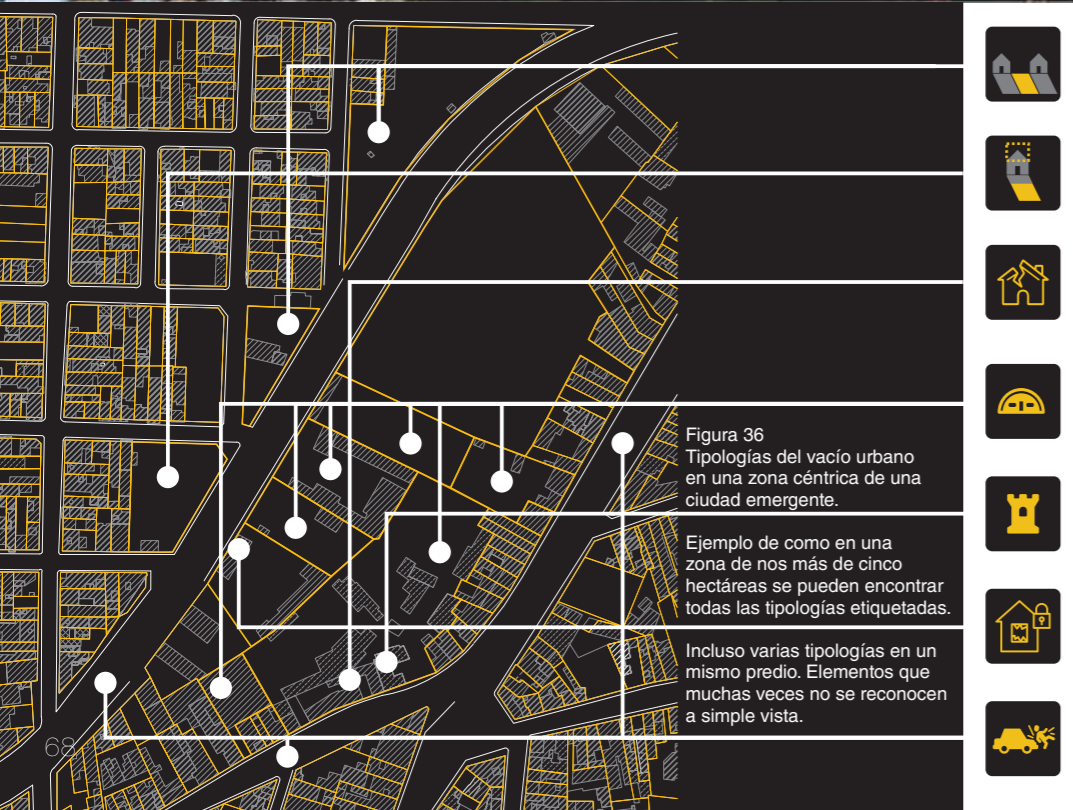 Figura 36
Tipologías del vacío urbano
en una zona céntrica de una
ciudad emergente.
Ejemplo de como en una
zona de nos más de cinco
hectáreas se pueden encontrar
todas las tipologías etiquetadas.
Incluso varias tipologías en un
mismo predio. Elementos que
muchas veces no se reconocen
a simple vista.
68